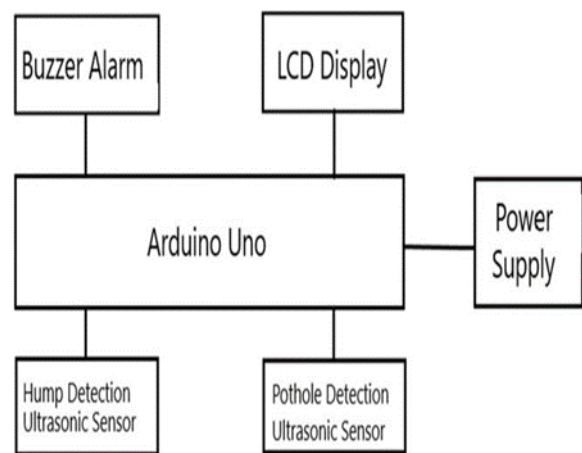 Buzzer Alarm
LCD Display
Arduino Uno
Power
Supply
Hump Detection
Ultrasonic Sensor
Pothole Detection
Ultrasonic Sensor